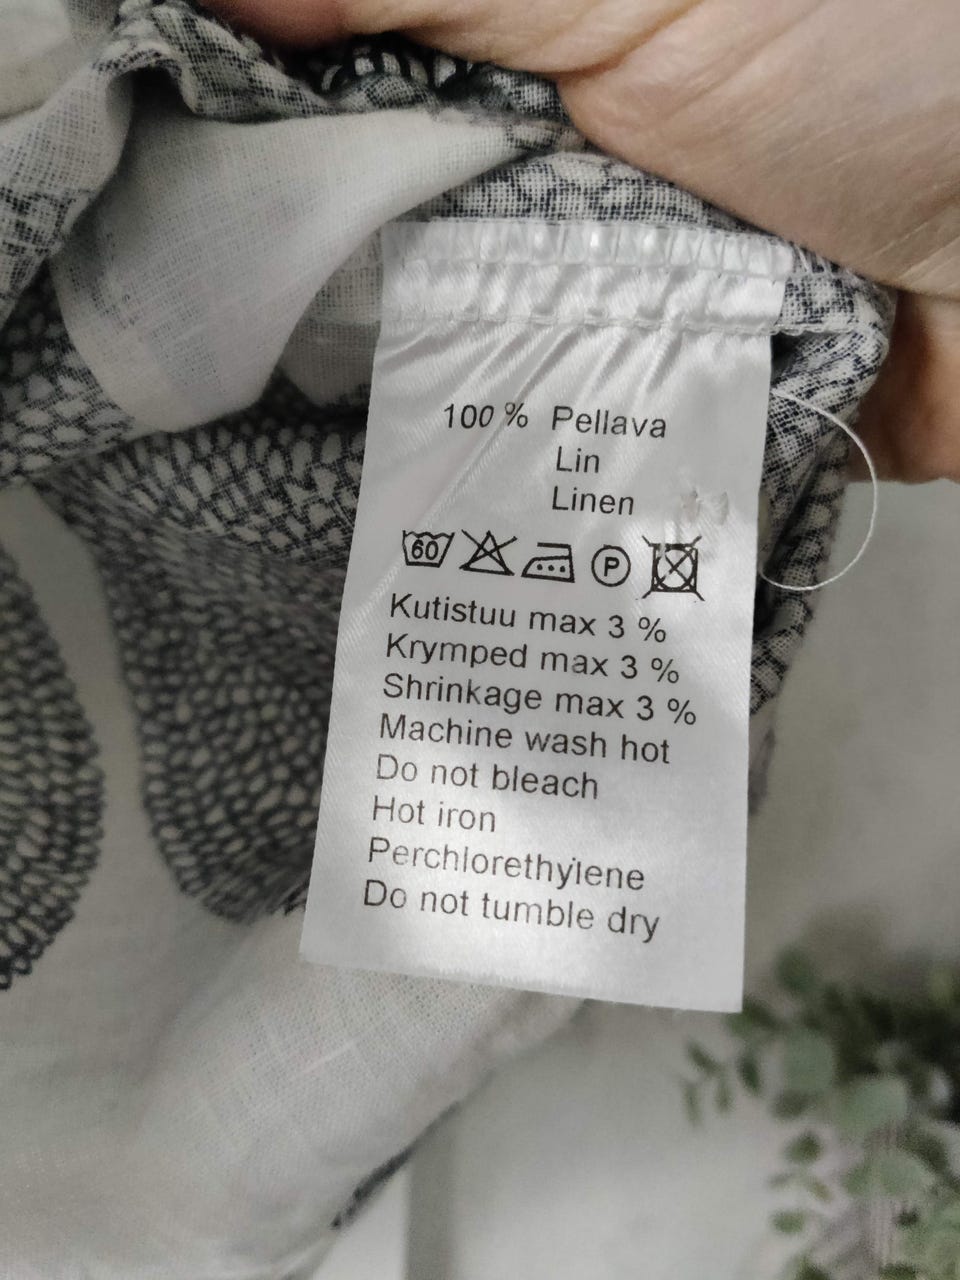 100 % Pellava
Lin
Linen
60 P
Kutistuu max 3 %
Krymped max 3 %
Shrinkage max 3 %
Machine wash hot
Do not bleach
Hot iron
Perchlorethylene
Do not tumble dry